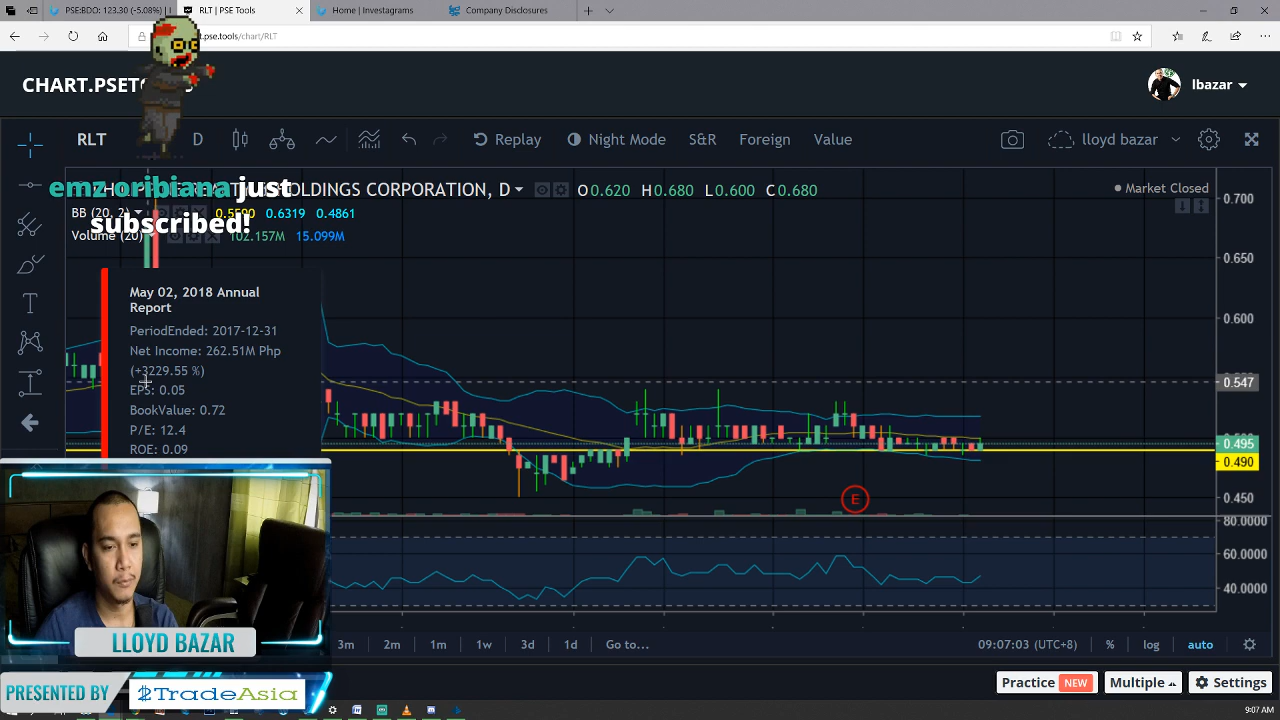 PSE:BDO: 123.30 (-5.08%)
RLT | PSE Tools
Home | Investagrams
Company Disclosures
.pse.tools/chart/RLT
CHART.PSETO
lbazar
RLT
D
Replay
Night Mode
S&R
Foreign
Value
lloyd bazar
emz oribiana just
subscribed!
HOLDINGS CORPORATION, D
O0.620 H0.680 L0.600 C0.680
Market Closed
BB (20, 2) 0.5590 0.6319 0.4861
Volume (20) 102.157M 15.099M
May 02, 2018 Annual
Report
PeriodEnded: 2017-12-31
Net Income: 262.51M Php
(+3229.55 %)
EPS: 0.05
BookValue: 0.72
P/E: 12.4
ROE: 0.09
0.700
0.650
0.600
0.547
0.495
0.490
0.450
80.0000
60.0000
40.0000
E
3m 2m 1m 1w 3d 1d Go to...
09:07:03 (UTC+8)
%
log
auto
LLOYD BAZAR
PRESENTED BY
$TradeAsia
Practice NEW
Multiple
Settings
9:07 AM